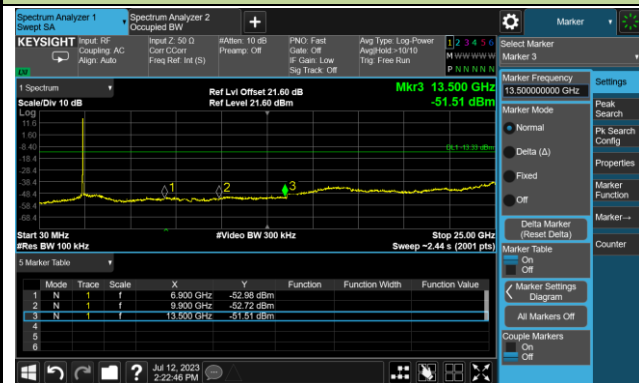 Spectrum Analyzer 1
Swept SA
Spectrum Analyzer 2
Occupied BW
Marker
KEYSIGHT
Input: RF
Coupling: AC
Align: Auto
Input Z: 50 Ω
Corr CCorr
Freq Ref: Int (S)
#Atten: 10 dB
Preamp: Off
PNO: Fast
Gate: Off
IF Gain: Low
Sig Track: Off
Avg Type: Log-Power
Avg|Hold:>10/10
Trig: Free Run
1 2 3 4 5 6
M W W W W W
P N N N N N
LVI
Select Marker
Marker 3
1 Spectrum
Scale/Div 10 dB
Log
Ref Lvl Offset 21.60 dB
Ref Level 21.60 dBm
Mkr3 13.500 GHz
-51.51 dBm
11.6
1.60
-8.40
-18.4
-28.4
-38.4
-48.4
-58.4
-68.4
DL1 -13.33 dBm
1
2
3
Start 30 MHz
#Res BW 100 kHz
#Video BW 300 kHz
Stop 25.00 GHz
Sweep ~2.44 s (2001 pts)
5 Marker Table
Mode Trace Scale X Y Function Function Width Function Value
1 N 1 f 6.900 GHz -52.98 dBm
2 N 1 f 9.900 GHz -52.72 dBm
3 N 1 f 13.500 GHz -51.51 dBm
4
5
6
Marker Frequency
13.50000000 GHz
Marker Mode
Normal
Delta (Δ)
Fixed
Off
Delta Marker
(Reset Delta)
Marker Table
On
Off
Marker Settings
Diagram
All Markers Off
Couple Markers
On
Off
Settings
Peak
Search
Pk Search
Config
Properties
Marker
Function
Marker→
Counter
?
Jul 12, 2023
2:22:46 PM